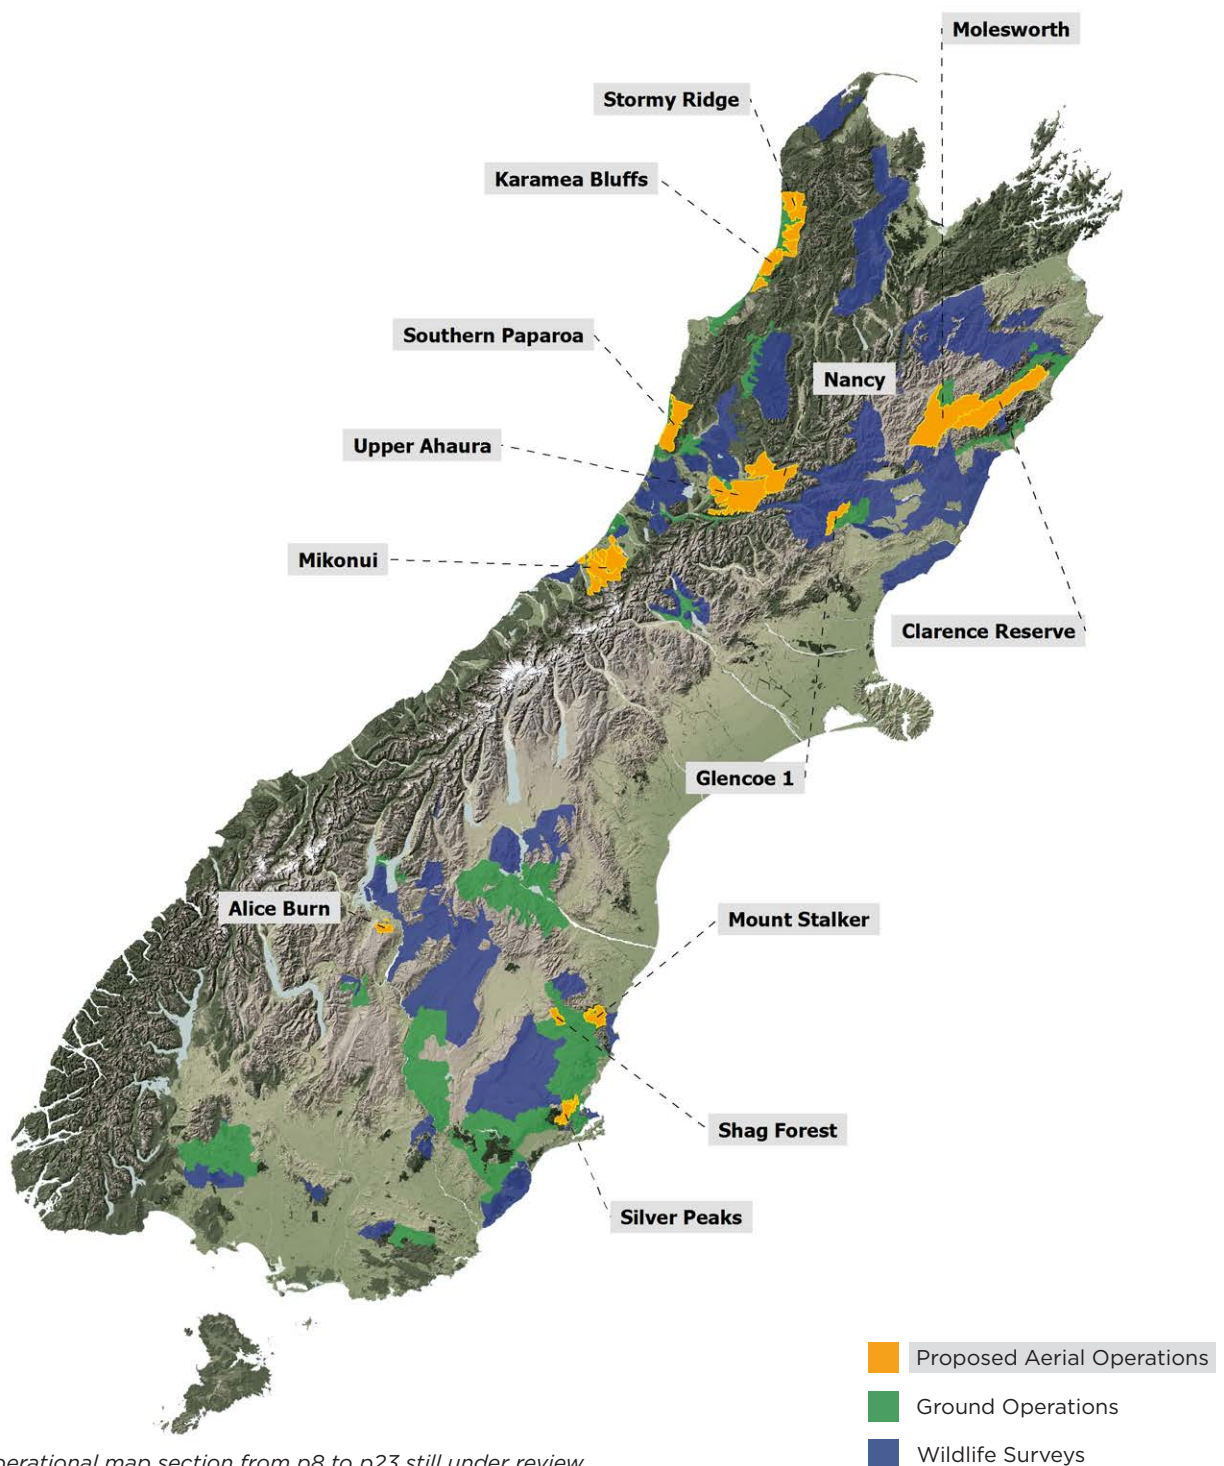 Molesworth
Stormy Ridge
Karamea Bluffs
Southern Paparoa
Nancy
Upper Ahaura
Mikonui
Clarence Reserve
Glencoe 1
Alice Burn
Mount Stalker
Shag Forest
Silver Peaks
Proposed Aerial Operations
Ground Operations
Wildlife Surveys
map section from p8 to p23 still under review